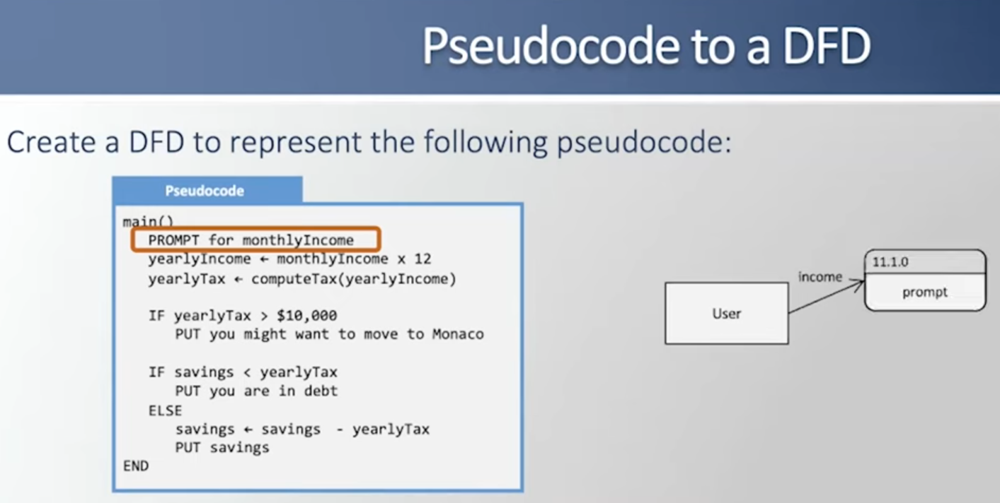 Pseudocode to a DFD
Create a DFD to represent the following pseudocode:
Pseudocode
main()
PROMPT for monthlyIncome
yearlyIncome ← monthlyIncome x 12
yearlyTax ← computeTax(yearlyIncome)
IF yearlyTax > $10,000
PUT you might want to move to Monaco
IF savings < yearlyTax
PUT you are in debt
ELSE
savings ← savings - yearlyTax
PUT savings
END
User
income
11.1.0
prompt